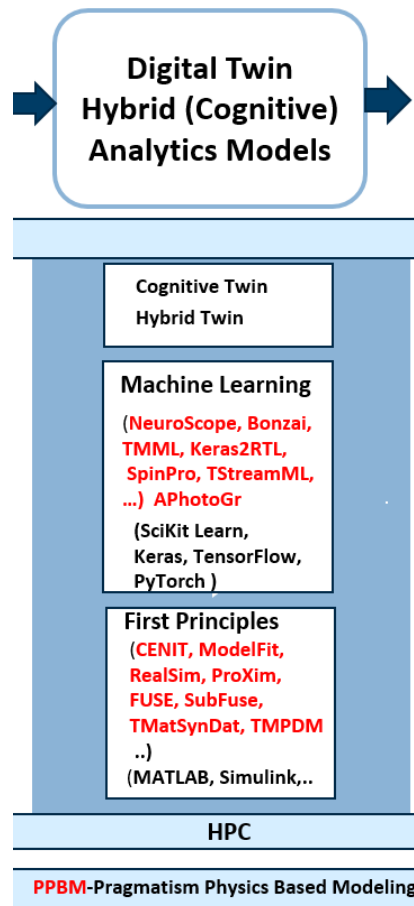 Digital Twin
Hybrid (Cognitive)
Analytics Models
Cognitive Twin
Hybrid Twin
Machine Learning
(NeuroScope, Bonzai,
TMML, Keras2RTL,
SpinPro, TStreamML,
...) APhotoGr
(SciKit Learn,
Keras, TensorFlow,
PyTorch )
First Principles
(CENIT, ModelFit,
RealSim, ProXim,
FUSE, SubFuse,
TMatSynDat, TMPDM
..)
(MATLAB, Simulink,..
HPC
PPBM-Pragmatism Physics Based Modeling